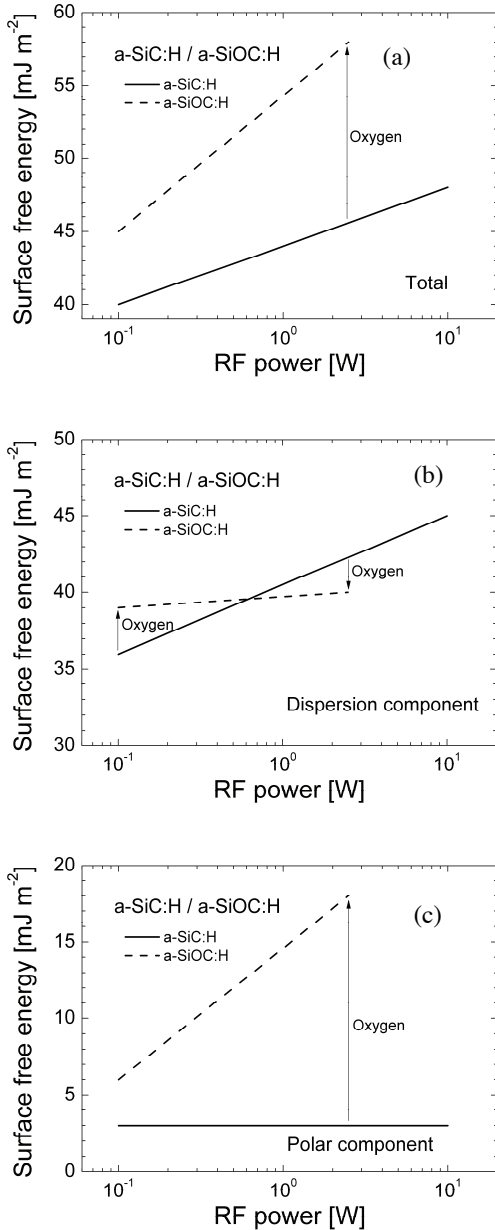 60
55
50
45
40
Surface free energy [mJ m⁻²]
a-SiC:H / a-SiOC:H
a-SiC:H
a-SiOC:H
(a)
Oxygen
Total
10⁻¹
10⁰
10¹
RF power [W]
50
45
40
35
30
Surface free energy [mJ m⁻²]
a-SiC:H / a-SiOC:H
a-SiC:H
a-SiOC:H
(b)
Oxygen
Oxygen
Dispersion component
10⁻¹
10⁰
10¹
RF power [W]
20
15
10
5
0
Surface free energy [mJ m⁻²]
a-SiC:H / a-SiOC:H
a-SiC:H
a-SiOC:H
(c)
Oxygen
Polar component
10⁻¹
10⁰
10¹
RF power [W]